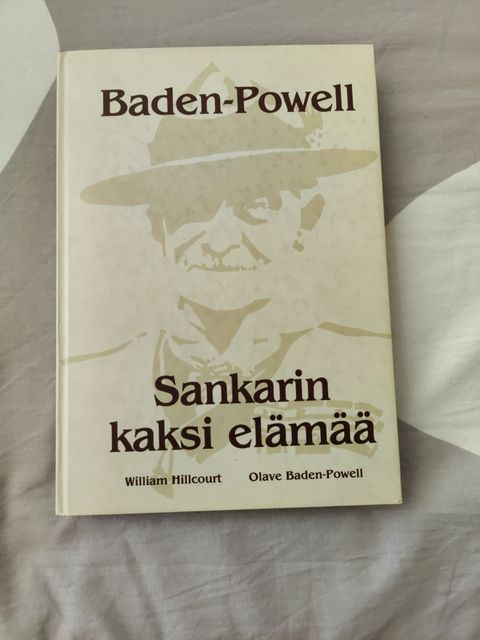 Baden-Powell
Sankarin
kaksi elämää
William Hillcourt Olave Baden-Powell